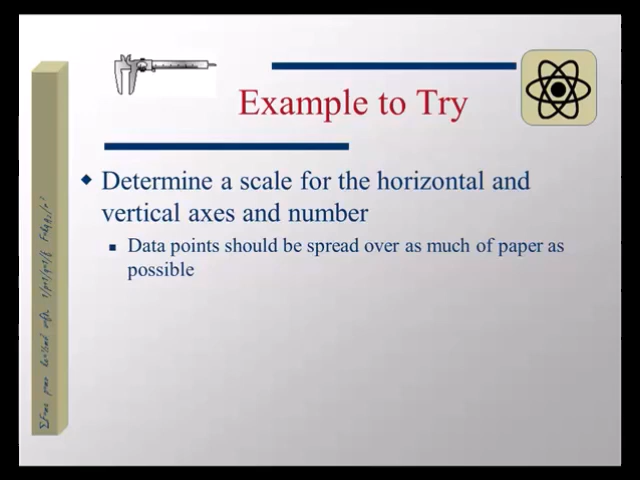 Example to Try
Determine a scale for the horizontal and
vertical axes and number
Data points should be spread over as much of paper as
possible